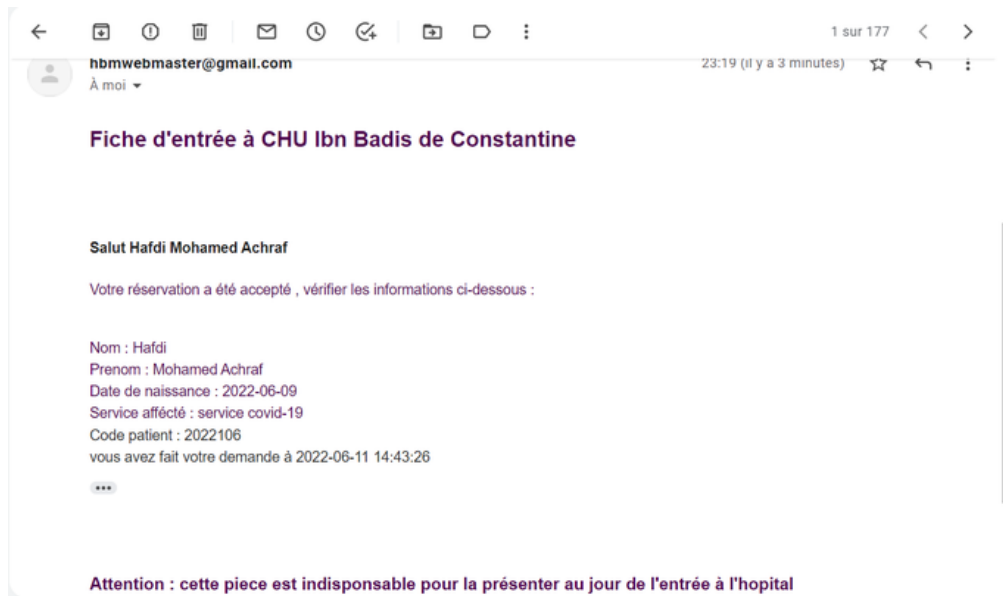 1 sur 177
hbmwebmaster@gmail.com 23:19 (il y a 3 minutes)
À moi
Fiche d'entrée à CHU Ibn Badis de Constantine
Salut Hafdi Mohamed Achraf
Votre réservation a été accepté , vérifier les informations ci-dessous :
Nom : Hafdi
Prenom : Mohamed Achraf
Date de naissance : 2022-06-09
Service afféctè : service covid-19
Code patient : 2022106
vous avez fait votre demande à 2022-06-11 14:43:26
Attention : cette piece est indisponable pour la présenter au jour de l'entrée à l'hopital